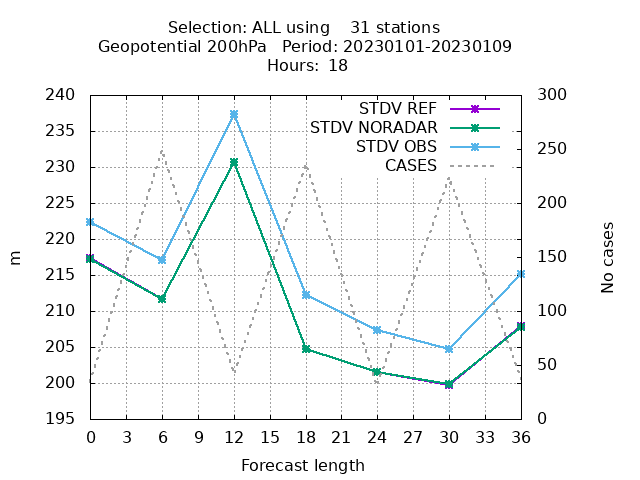 Selection: ALL using    31 stations
Geopotential 200hPa   Period: 20230101-20230109
Hours:  18
STDV REF
STDV NORADAR
STDV OBS
CASES
240
235
230
225
220
215
210
205
200
195
m
300
250
200
150
100
50
0
No cases
0 3 6 9 12 15 18 21 24 27 30 33 36
Forecast length